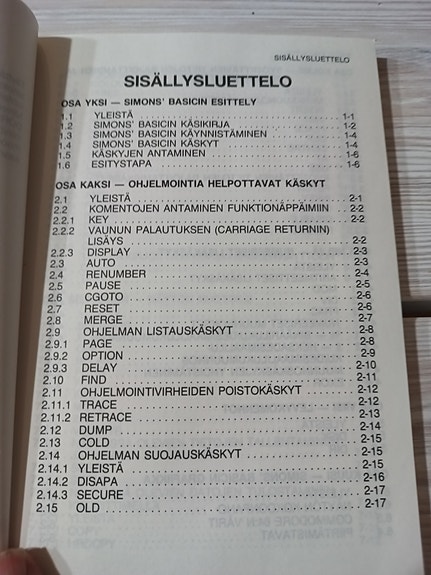 SISÄLLYSLUETTELO
SISÄLLYSLUETTELO
OSA YKSI — SIMONS' BASICIN ESITTELY
1.1 YLEISTÄ 1-1
1.2 SIMONS' BASICIN KÄSIKIRJA 1-2
1.3 SIMONS' BASICIN KÄYNNISTÄMINEN 1-4
1.4 SIMONS' BASICIN KÄSKYT 1-4
1.5 KÄSKYJEN ANTAMINEN 1-6
1.6 ESITYSTAPA 1-6
OSA KAKSI — OHJELMOINTIA HELPOTTAVAT KÄSKYT
2.1 YLEISTÄ 2-1
2.2 KOMENTOJEN ANTAMINEN FUNKTIONÄPPÄIMIIN 2-2
2.2.1 KEY 2-2
2.2.2 VAUNUN PALAUTUKSEN (CARRIAGE RETURNIN)
LISÄYS 2-2
2.2.3 DISPLAY 2-3
2.3 AUTO 2-3
2.4 RENUMBER 2-4
2.5 PAUSE 2-5
2.6 CGOTO 2-6
2.7 RESET 2-6
2.8 MERGE 2-7
2.9 OHJELMAN LISTAUSKÄSKYT 2-8
2.9.1 PAGE 2-8
2.9.2 OPTION 2-9
2.9.3 DELAY 2-10
2.10 FIND 2-11
2.11 OHJELMOINTIVIRHEIDEN POISTOKÄSKYT 2-12
2.11.1 TRACE 2-12
2.11.2 RETRACE 2-13
2.12 DUMP 2-14
2.13 COLD 2-15
2.14 OHJELMAN SUOJAUSKÄSKYT 2-15
2.14.1 YLEISTÄ 2-15
2.14.2 DISAPA 2-16
2.14.3 SECURE 2-17
2.15 OLD 2-17